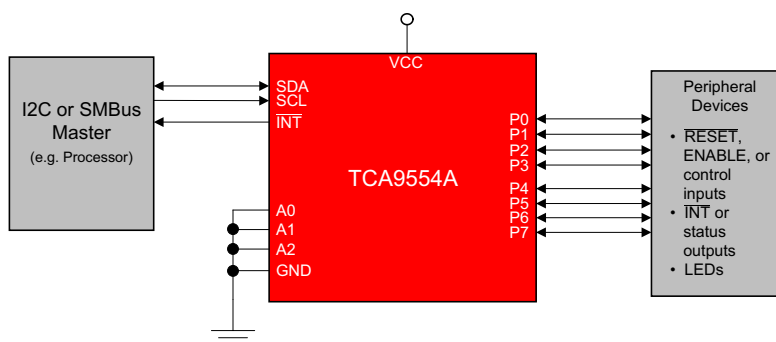 VCC
I2C or SMBus
Master
(e.g. Processor)
SDA
SCL
INT
TCA9554A
A0
A1
A2
GND
P0
P1
P2
P3
P4
P5
P6
P7
Peripheral
Devices
• RESET,
ENABLE, or
control
inputs
• INT or
status
outputs
• LEDs